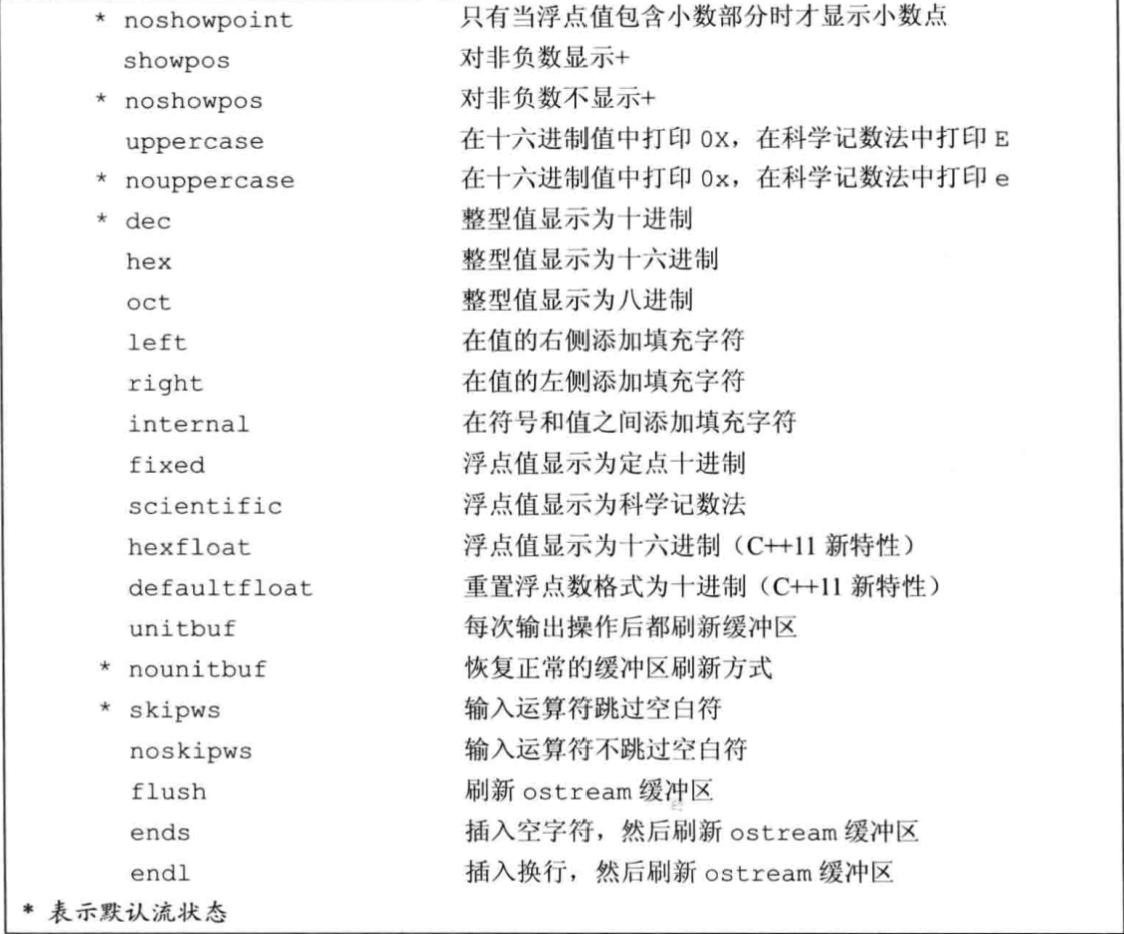 * noshowpoint 只有当浮点值包含小数部分时才显示小数点
showpos 对非负数显示+
* noshowpos 对非负数不显示+
uppercase 在十六进制值中打印 0X，在科学记数法中打印 E
* nouppercase 在十六进制值中打印 0x，在科学记数法中打印 e
* dec 整型值显示为十进制
hex 整型值显示为十六进制
oct 整型值显示为八进制
left 在值的右侧添加填充字符
right 在值的左侧添加填充字符
internal 在符号和值之间添加填充字符
fixed 浮点值显示为定点十进制
scientific 浮点值显示为科学记数法
hexfloat 浮点值显示为十六进制（C++11 新特性）
defaultfloat 重置浮点数格式为十进制（C++11 新特性）
unitbuf 每次输出操作后都刷新缓冲区
* nounitbuf 恢复正常的缓冲区刷新方式
* skipws 输入运算符跳过空白符
noskipws 输入运算符不跳过空白符
flush 刷新 ostream 缓冲区
ends 插入空字符，然后刷新 ostream 缓冲区
endl 插入换行，然后刷新 ostream 缓冲区
* 表示默认流状态